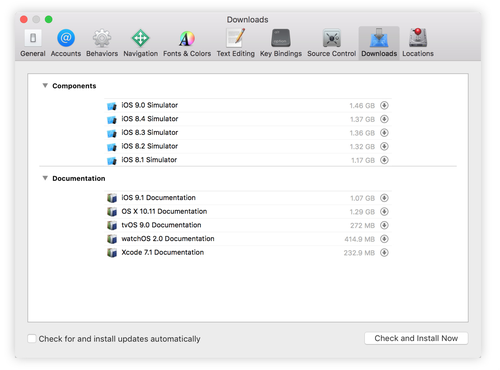 Downloads
General Accounts Behaviors Navigation Fonts & Colors Text Editing Key Bindings Source Control Downloads Locations
Components
iOS 9.0 Simulator 1.46 GB
iOS 8.4 Simulator 1.37 GB
iOS 8.3 Simulator 1.36 GB
iOS 8.2 Simulator 1.32 GB
iOS 8.1 Simulator 1.17 GB
Documentation
iOS 9.1 Documentation 1.07 GB
OS X 10.11 Documentation 1.29 GB
tvOS 9.0 Documentation 272 MB
watchOS 2.0 Documentation 414.9 MB
Xcode 7.1 Documentation 232.9 MB
Check for and install updates automatically Check and Install Now